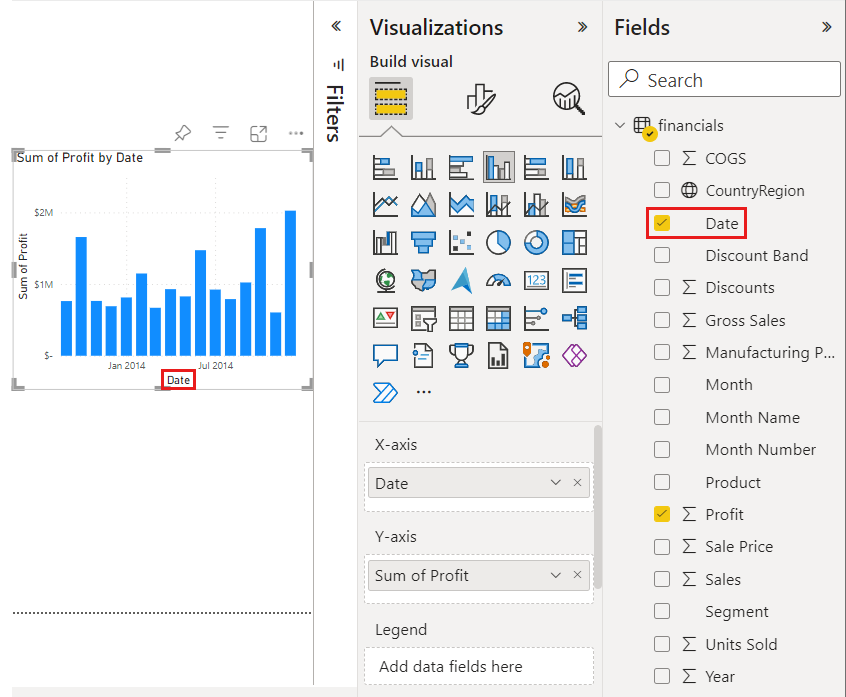 Sum of Profit by Date
$2M
$1M
$-
Sum of Profit
Jan 2014
Jul 2014
Date
Filters
Visualizations
Build visual
123
X-axis
Date
Y-axis
Sum of Profit
Legend
Add data fields here
Fields
Search
financials
COGS
CountryRegion
Date
Discount Band
Discounts
Gross Sales
Manufacturing P...
Month
Month Name
Month Number
Product
Profit
Sale Price
Sales
Segment
Units Sold
Year